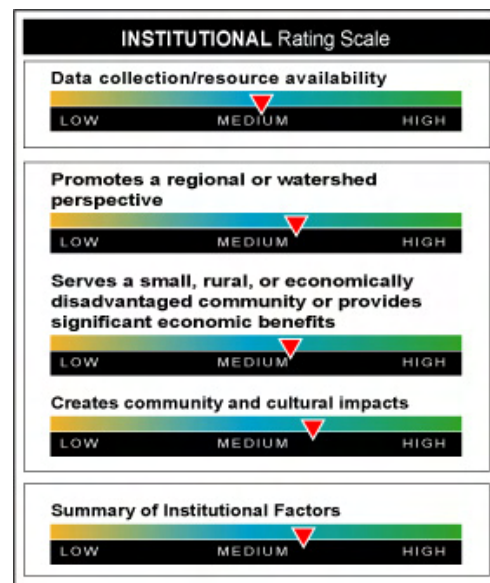 INSTITUTIONAL Rating Scale
Data collection/resource availability
LOW MEDIUM HIGH
Promotes a regional or watershed
perspective
LOW MEDIUM HIGH
Serves a small, rural, or economically
disadvantaged community or provides
significant economic benefits
LOW MEDIUM HIGH
Creates community and cultural impacts
LOW MEDIUM HIGH
Summary of Institutional Factors
LOW MEDIUM HIGH